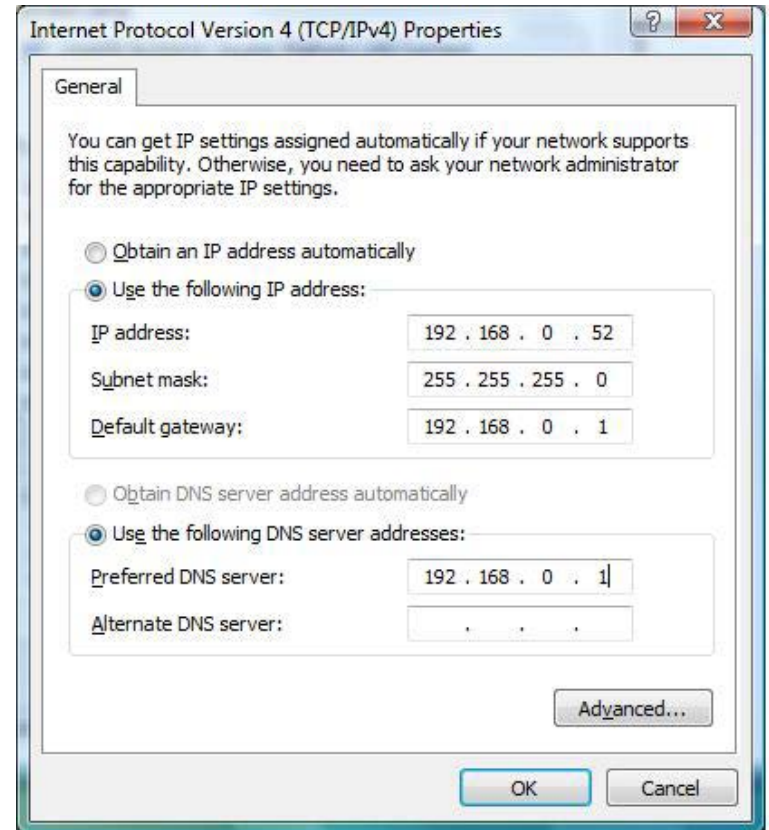 Internet Protocol Version 4 (TCP/IPv4) Properties
General
You can get IP settings assigned automatically if your network supports
this capability. Otherwise, you need to ask your network administrator
for the appropriate IP settings.
Obtain an IP address automatically
Use the following IP address:
IP address: 192 . 168 . 0 . 52
Subnet mask: 255 . 255 . 255 . 0
Default gateway: 192 . 168 . 0 . 1
Obtain DNS server address automatically
Use the following DNS server addresses:
Preferred DNS server: 192 . 168 . 0 . 1
Alternate DNS server: . . .
Advanced...
OK Cancel